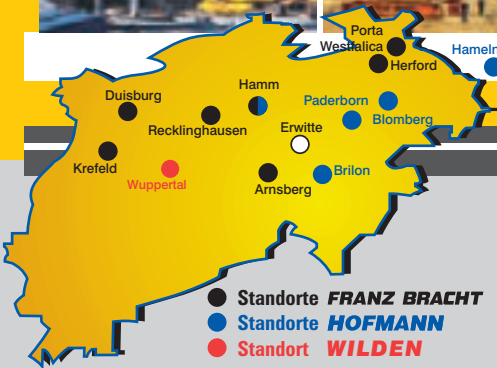 Porta
Westfalica
Hameln
Herford
Duisburg
Hamm
Paderborn
Blomberg
Recklinghausen
Erwitte
Krefeld
Wuppertal
Arnsberg
Brilon
Standorte FRANZ BRACHT
Standorte HOFMANN
Standort WILDEN